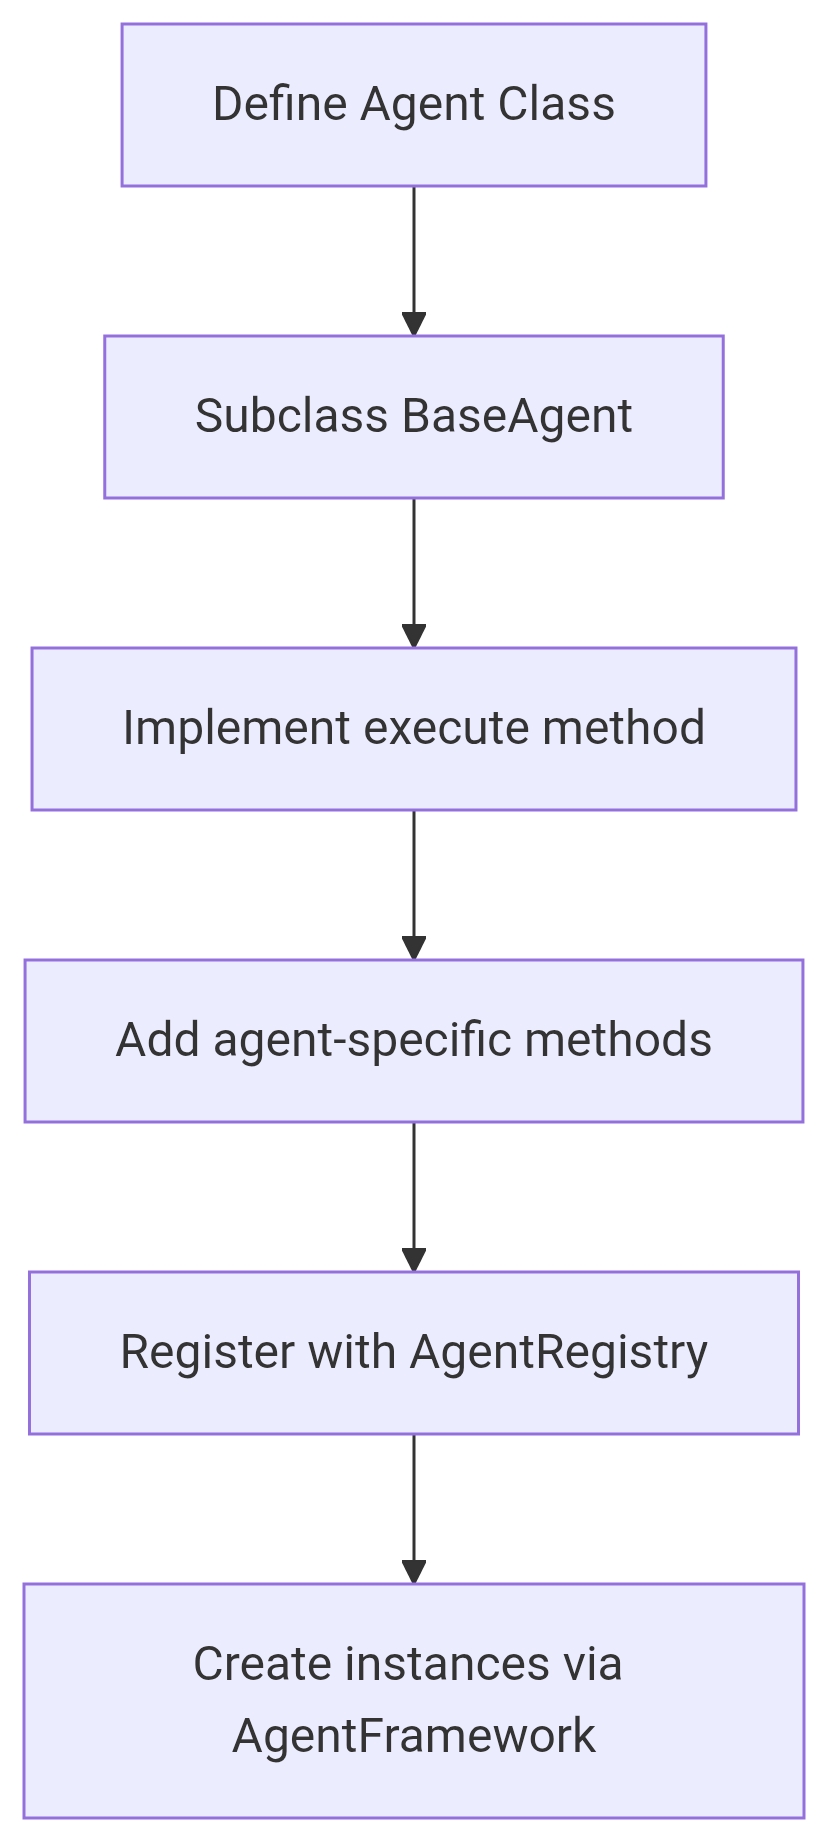 Define Agent Class
Subclass BaseAgent
Implement execute method
Add agent-specific methods
Register with AgentRegistry
Create instances via
AgentFramework